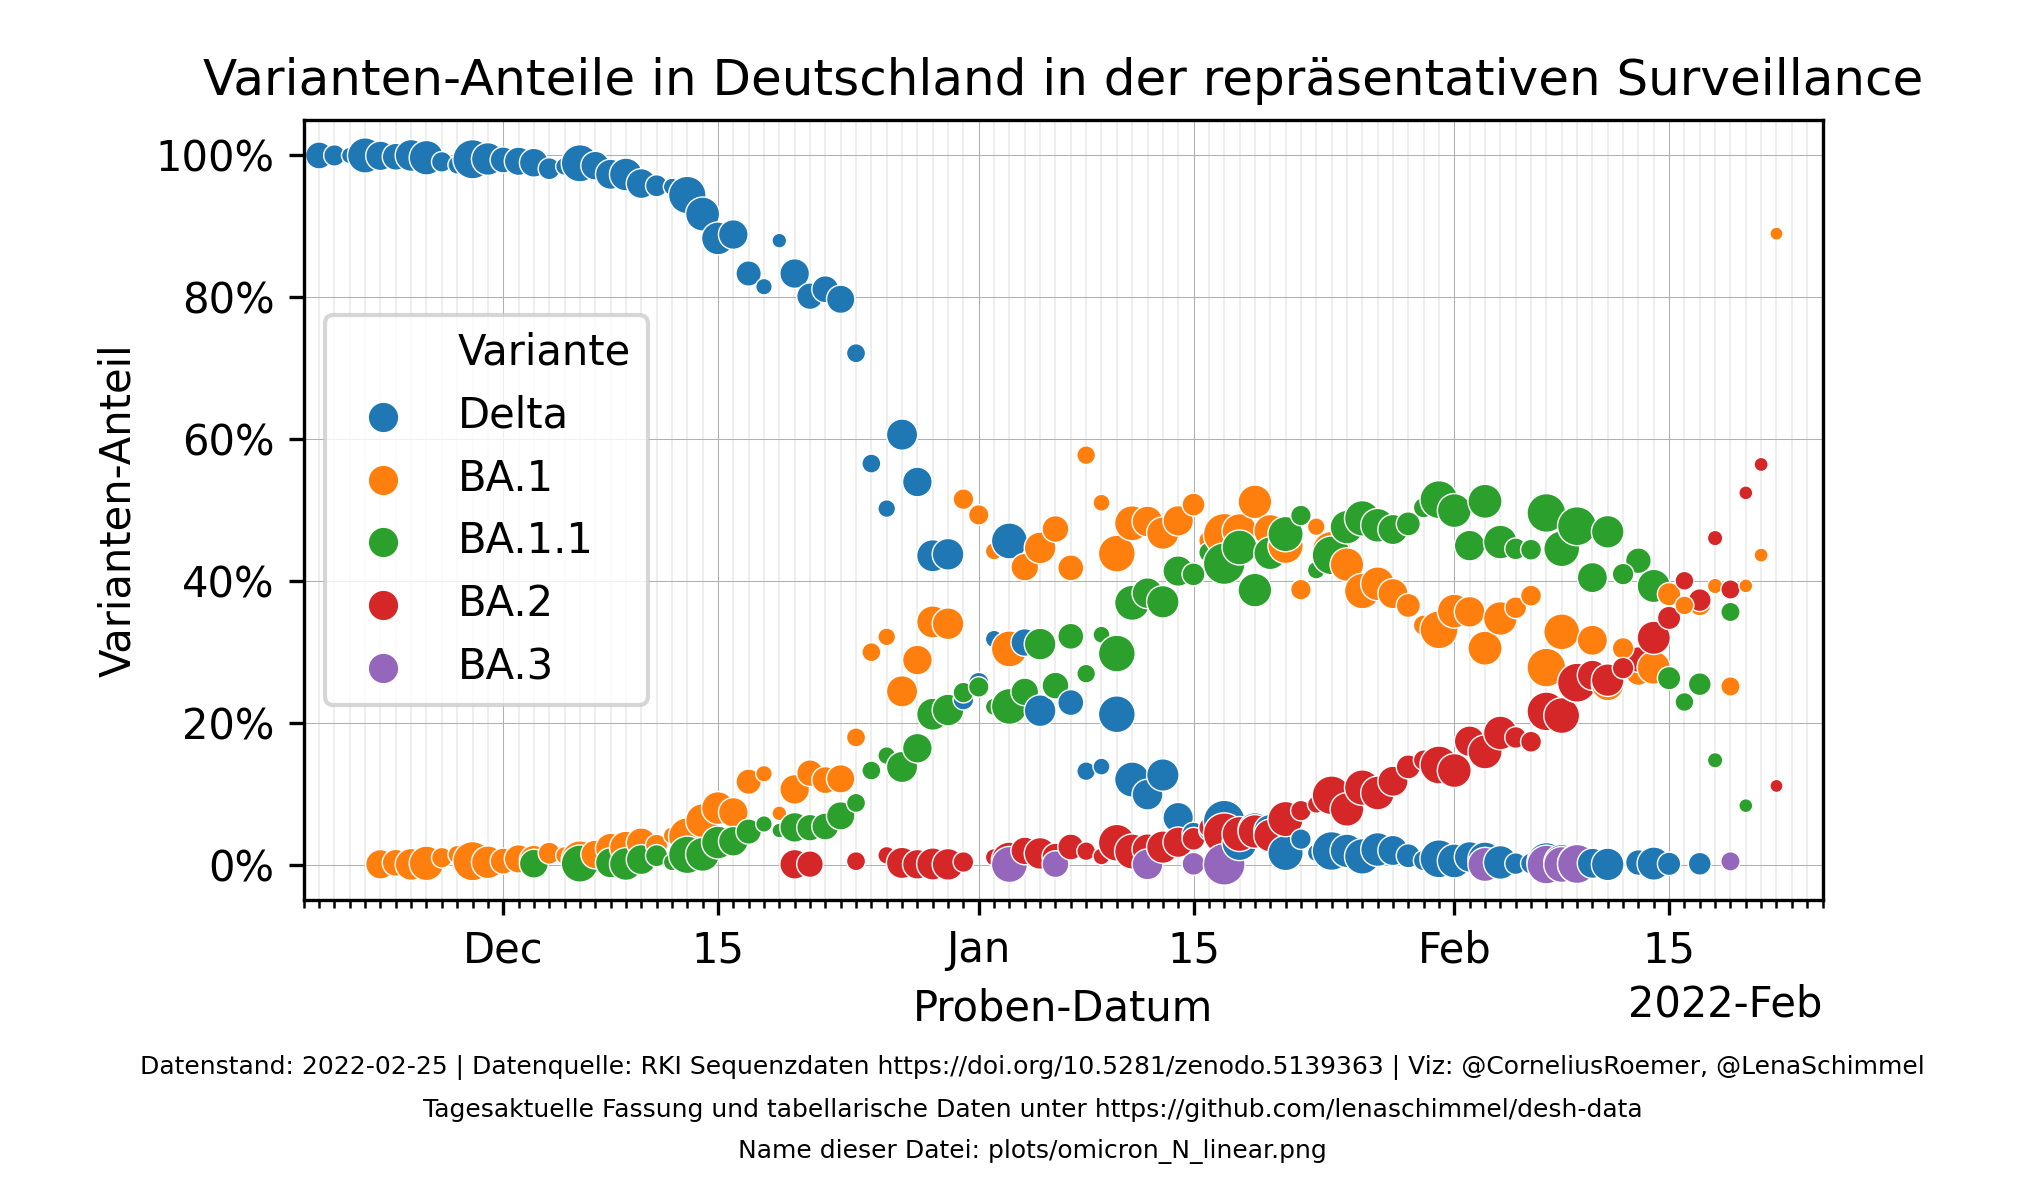 Varianten-Anteile in Deutschland in der repräsentativen Surveillance
100%
80%
60%
40%
20%
0%
Varianten-Anteil
Variante
Delta
BA.1
BA.1.1
BA.2
BA.3
Dec
15
Jan
15
Feb
15
Proben-Datum
2022-Feb
Datenstand: 2022-02-25 | Datenquelle: RKI Sequenzdaten https://doi.org/10.5281/zenodo.5139363 | Viz: @CorneliusRoemer, @LenaSchimmel
Tagesaktuelle Fassung und tabellarische Daten unter https://github.com/lenaschimmel/desh-data
Name dieser Datei: plots/omicron_N_linear.png